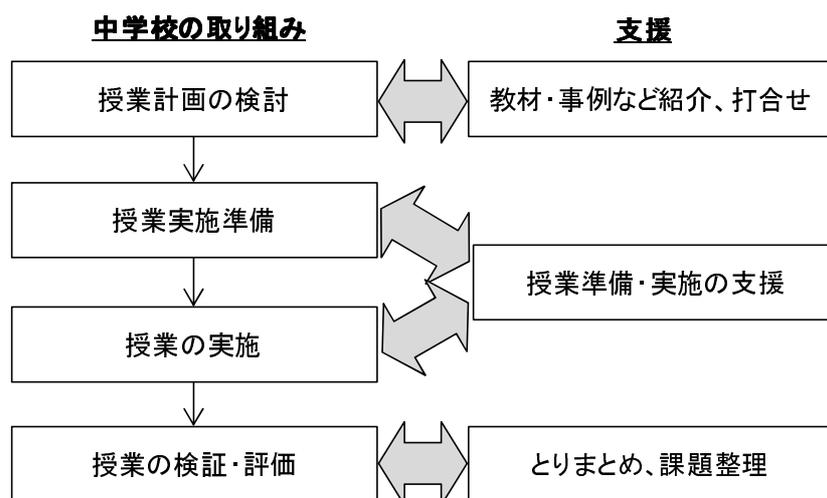 中学校の取り組み
支援
授業計画の検討
教材・事例など紹介、打合せ
授業実施準備
授業準備・実施の支援
授業の実施
授業の検証・評価
とりまとめ、課題整理